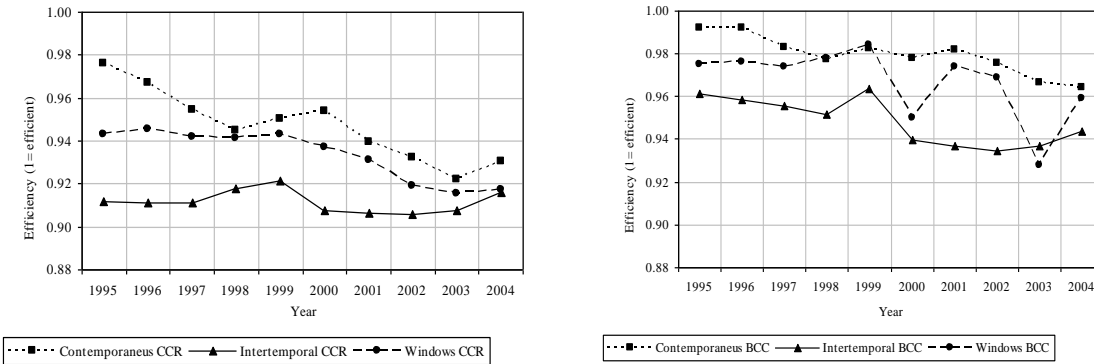 1.00
0.98
0.96
0.94
0.92
0.90
0.88
Efficiency (1= efficient)
1995 1996 1997 1998 1999 2000 2001 2002 2003 2004
Year
Contemporaneus CCR Intertemporal CCR Windows CCR
1.00
0.98
0.96
0.94
0.92
0.90
0.88
Efficiency (1= efficient)
1995 1996 1997 1998 1999 2000 2001 2002 2003 2004
Year
Contemporaneus BCC Intertemporal BCC Windows BCC